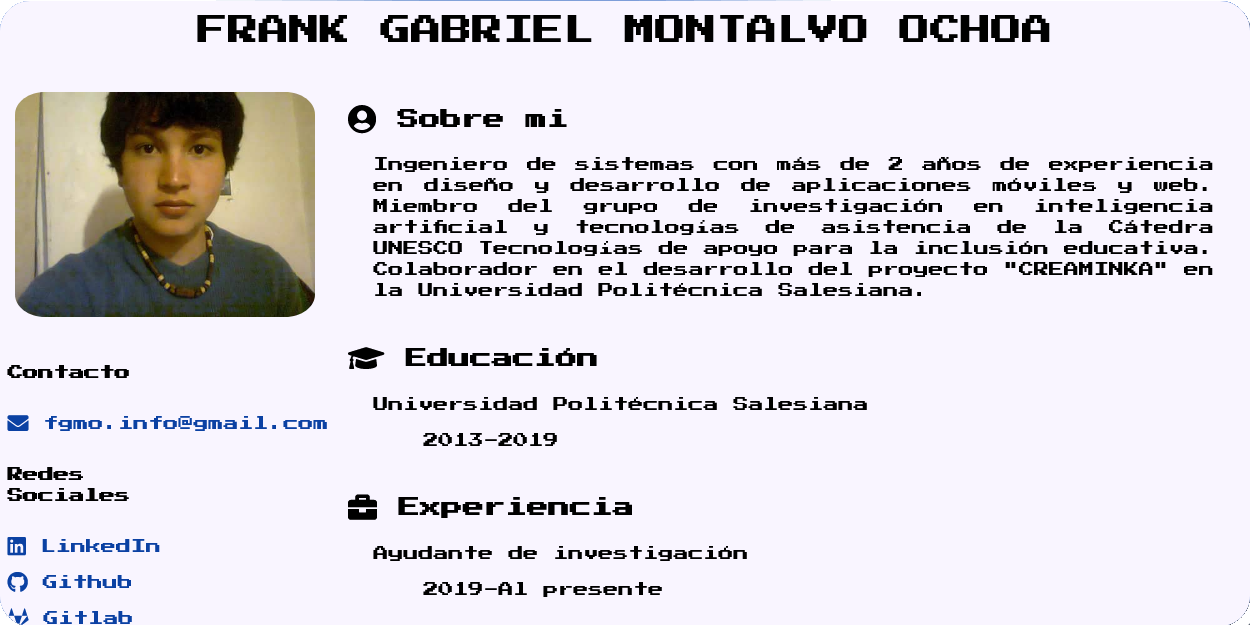 FRANK GABRIEL MONTALVO OCHOA
Sobre mi
Ingeniero de sistemas con más de 2 años de experiencia
en diseño y desarrollo de aplicaciones móviles y web.
Miembro del grupo de investigación en inteligencia
artificial y tecnologías de asistencia de la Cátedra
UNESCO Tecnologías de apoyo para la inclusión educativa.
Colaborador en el desarrollo del proyecto "CREAMINKA" en
la Universidad Politécnica Salesiana.
Educación
Universidad Politécnica Salesiana
2013-2019
Experiencia
Ayudante de investigación
2019-Al presente
Contacto
fgmo.info@gmail.com
Redes
Sociales
LinkedIn
Github
Gitlab